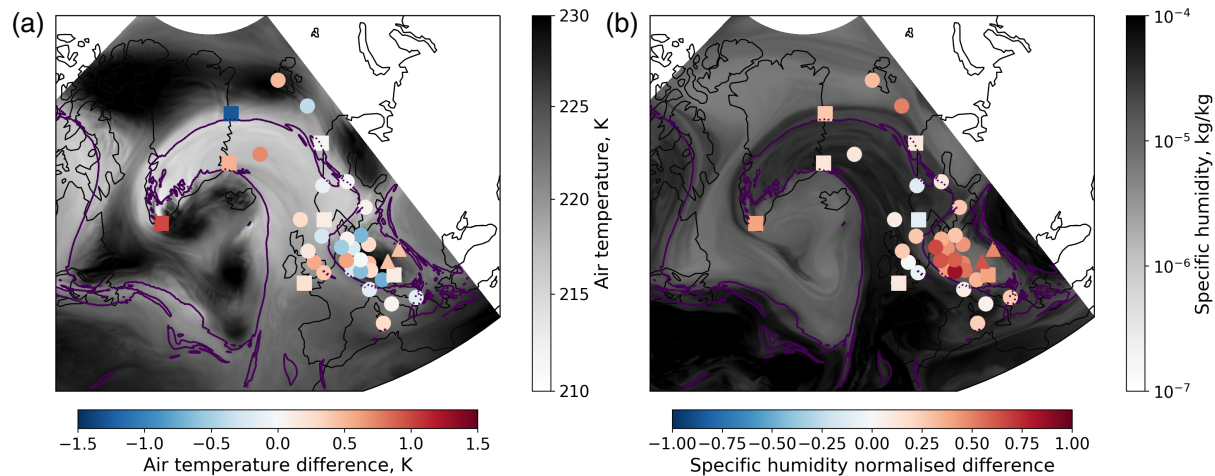 (a)
230
225
220
215
210
Air temperature, K
−1.5 −1.0 −0.5 0.0 0.5 1.0 1.5
Air temperature difference, K
(b)
10⁻⁴
10⁻⁵
10⁻⁶
10⁻⁷
Specific humidity, kg/kg
−1.00 −0.75 −0.50 −0.25 0.00 0.25 0.50 0.75 1.00
Specific humidity normalised difference